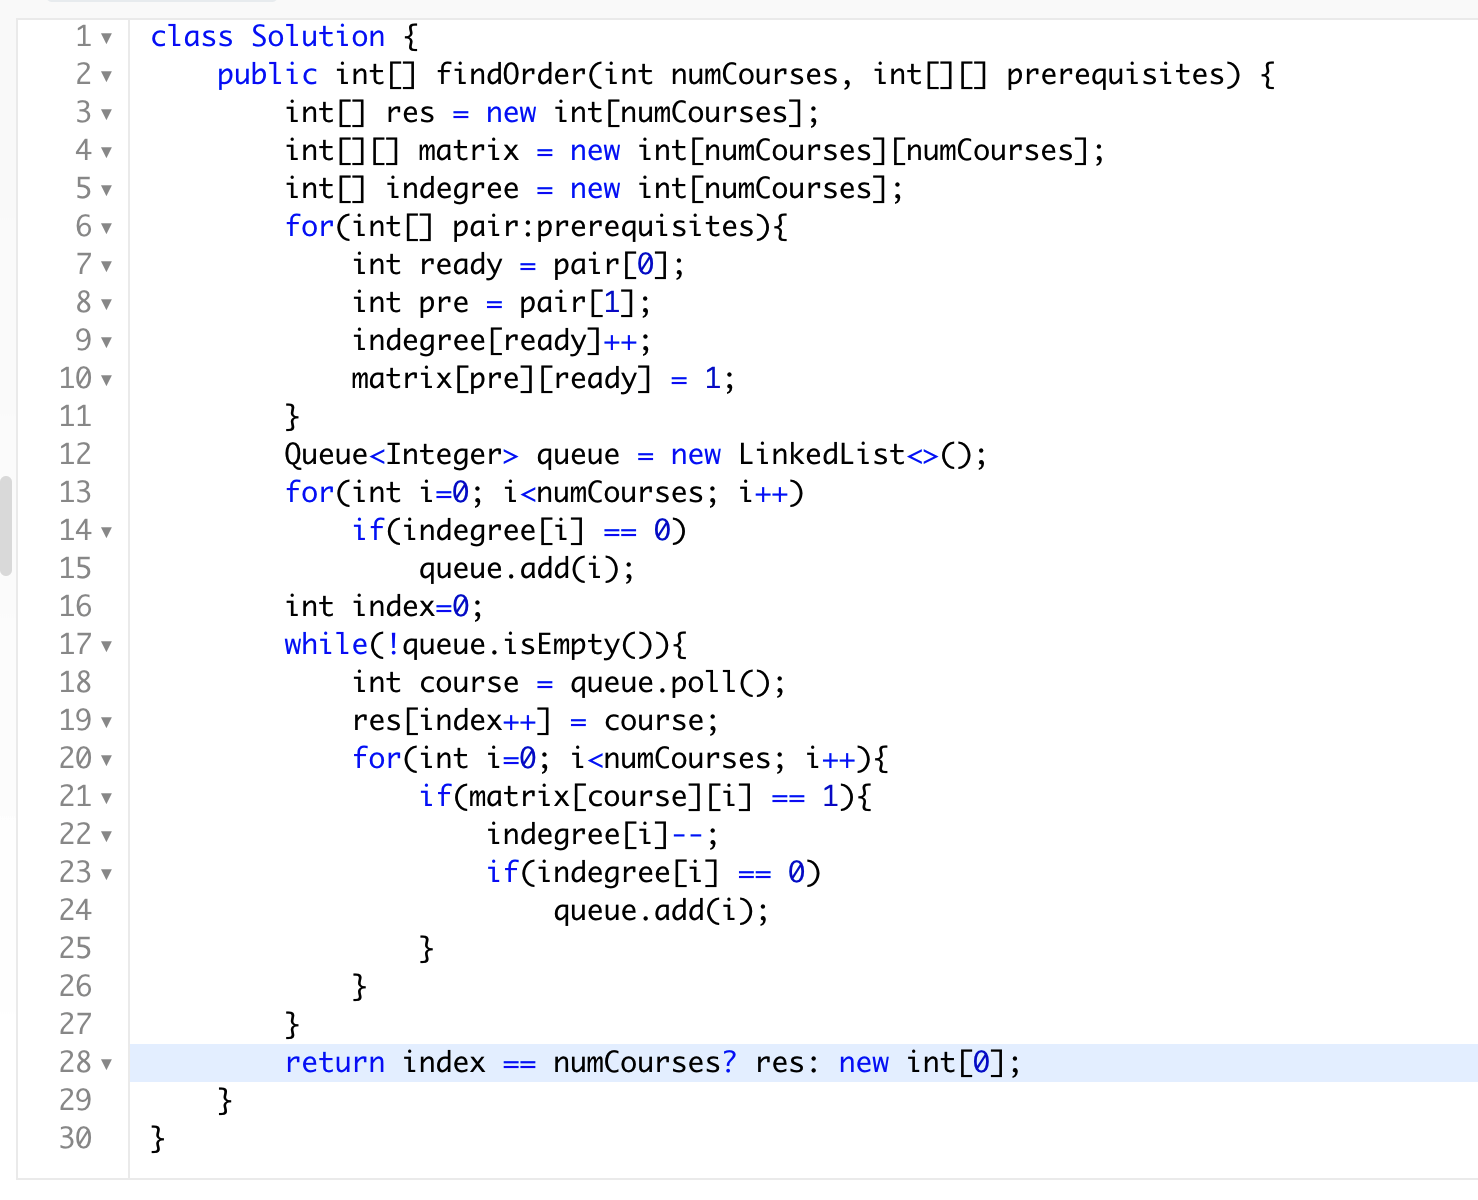 1 class Solution {
2 public int[] findOrder(int numCourses, int[][] prerequisites) {
3 int[] res = new int[numCourses];
4 int[][] matrix = new int[numCourses][numCourses];
5 int[] indegree = new int[numCourses];
6 for(int[] pair:prerequisites){
7 int ready = pair[0];
8 int pre = pair[1];
9 indegree[ready]++;
10 matrix[pre][ready] = 1;
11 }
12 Queue<Integer> queue = new LinkedList<>();
13 for(int i=0; i<numCourses; i++)
14 if(indegree[i] == 0)
15 queue.add(i);
16 int index=0;
17 while(!queue.isEmpty()){
18 int course = queue.poll();
19 res[index++] = course;
20 for(int i=0; i<numCourses; i++){
21 if(matrix[course][i] == 1){
22 indegree[i]--;
23 if(indegree[i] == 0)
24 queue.add(i);
25 }
26 }
27 }
28 return index == numCourses? res: new int[0];
29 }
30 }